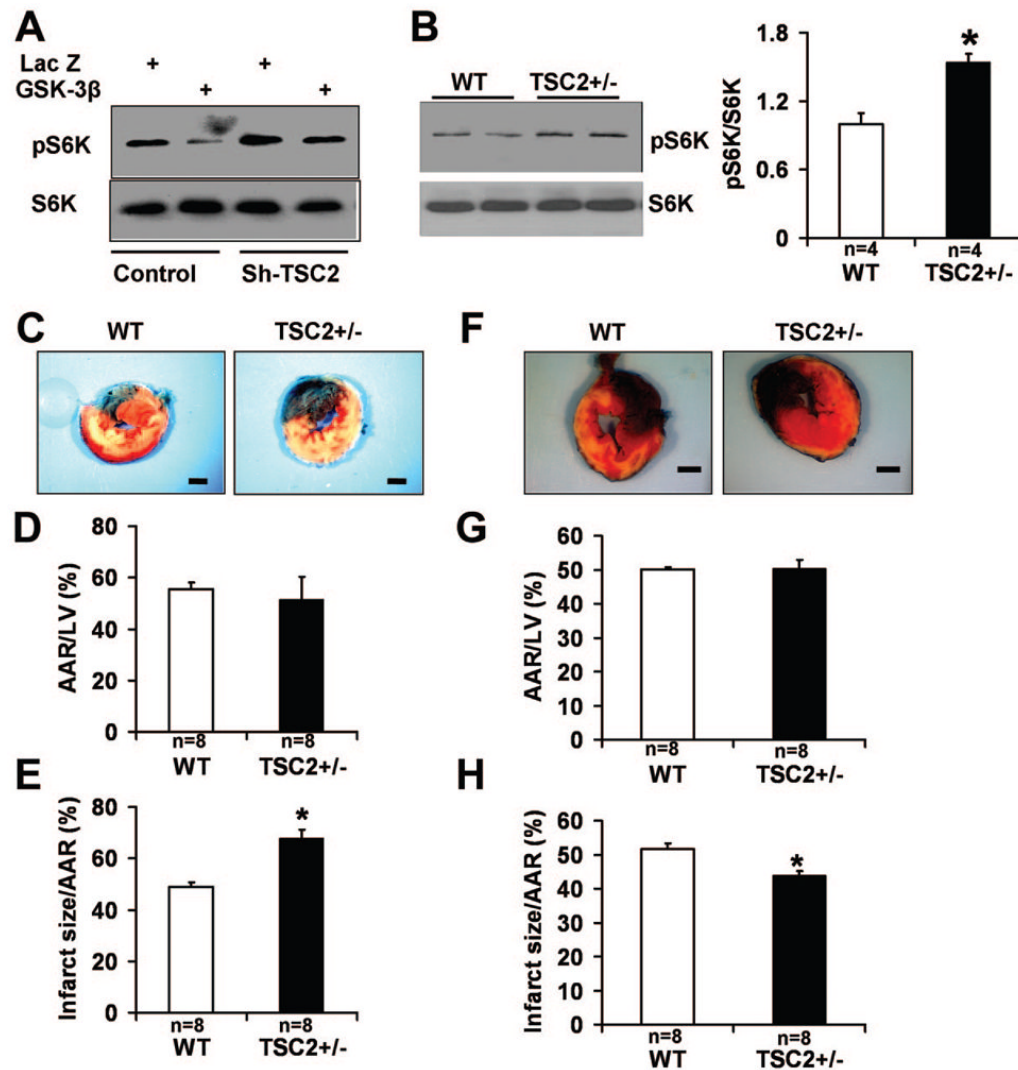 A
Lac Z + +
GSK-3β + +
pS6K
S6K
Control Sh-TSC2
B
WT TSC2+/-
pS6K
S6K
pS6K/S6K
1.8
1.2
0.6
0
*
n=4 n=4
WT TSC2+/-
C
WT TSC2+/-
D
AAR/LV (%)
80
60
40
20
0
n=8 n=8
WT TSC2+/-
E
Infarct size/AAR (%)
100
80
60
40
20
0
*
n=8 n=8
WT TSC2+/-
F
WT TSC2+/-
G
AAR/LV (%)
60
50
40
30
20
10
0
n=8 n=8
WT TSC2+/-
H
Infarct size/AAR (%)
60
50
40
30
20
10
0
*
n=8 n=8
WT TSC2+/-